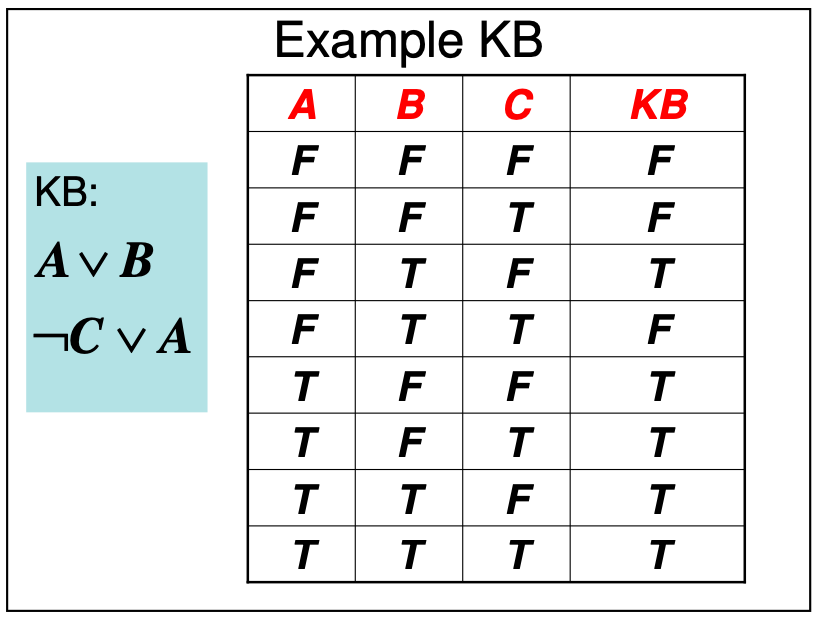 Example KB
KB:
A ∨ B
¬C ∨ A
A B C KB
F F F F
F F T F
F T F T
F T T F
T F F T
T F T T
T T F T
T T T T